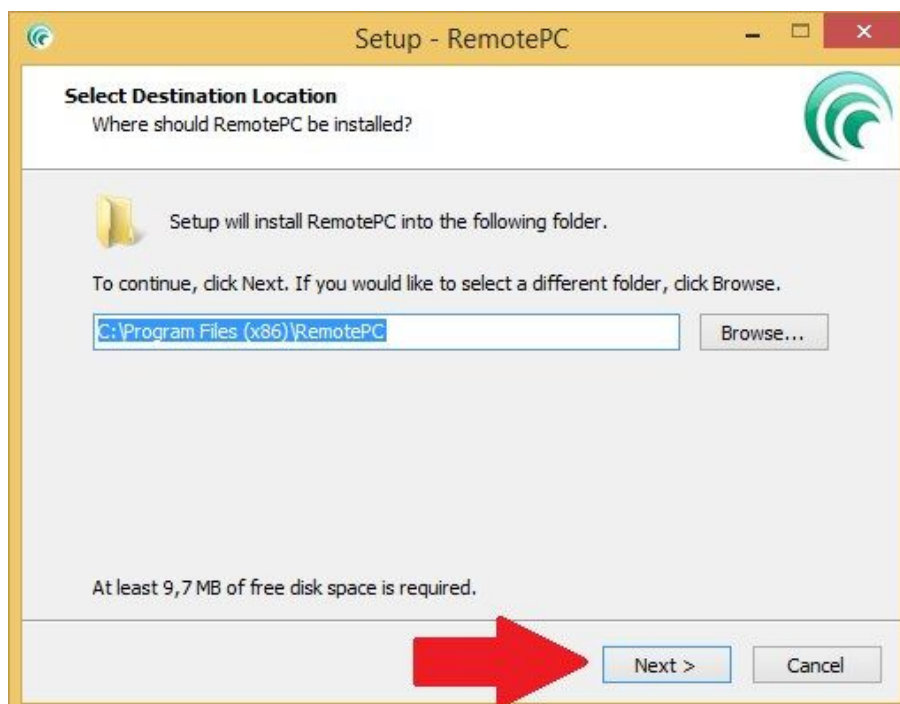 Setup - RemotePC
Select Destination Location
Where should RemotePC be installed?
Setup will install RemotePC into the following folder.
To continue, click Next. If you would like to select a different folder, click Browse.
C:\Program Files (x86)\RemotePC
Browse...
At least 9,7 MB of free disk space is required.
Next >
Cancel